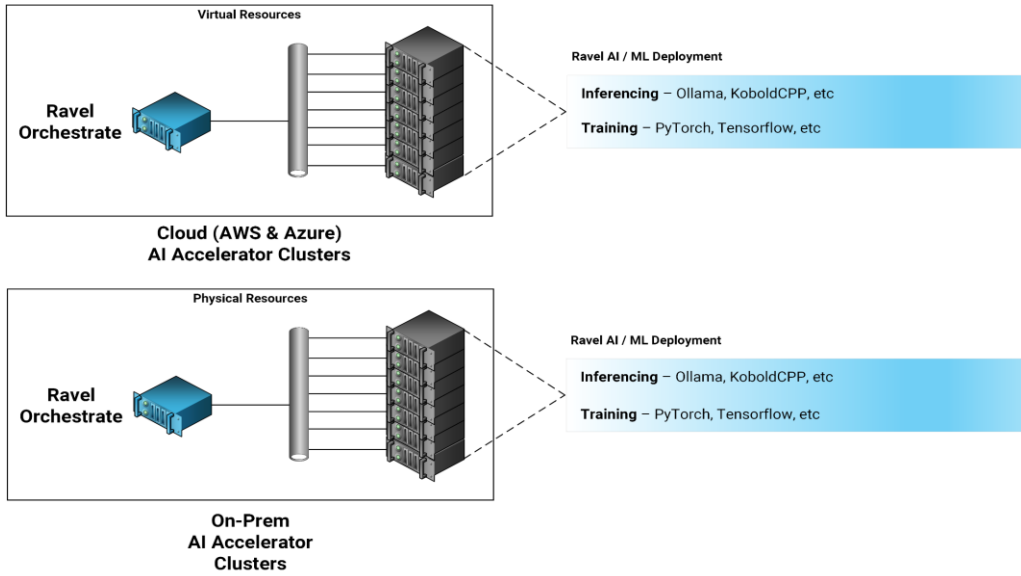 Virtual Resources
Ravel
Orchestrate
Ravel AI / ML Deployment
Inferencing – Ollama, KoboldCPP, etc
Training – PyTorch, Tensorflow, etc
Cloud (AWS & Azure)
AI Accelerator Clusters
Physical Resources
Ravel
Orchestrate
Ravel AI / ML Deployment
Inferencing – Ollama, KoboldCPP, etc
Training – PyTorch, Tensorflow, etc
On-Prem
AI Accelerator
Clusters